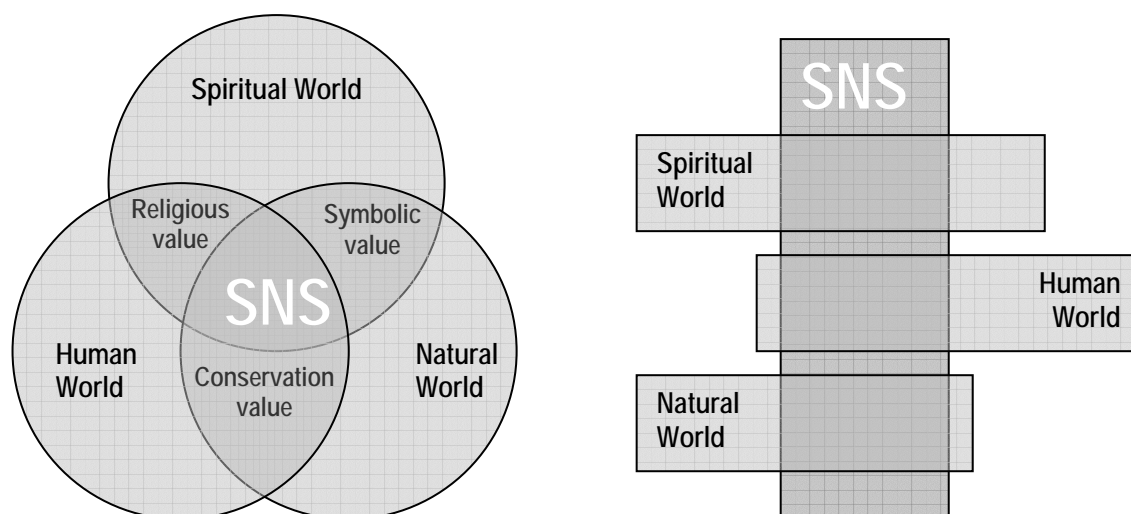 Spiritual World
Religious
value
Symbolic
value
SNS
Human
World
Natural
World
Conservation
value
SNS
Spiritual
World
Human
World
Natural
World